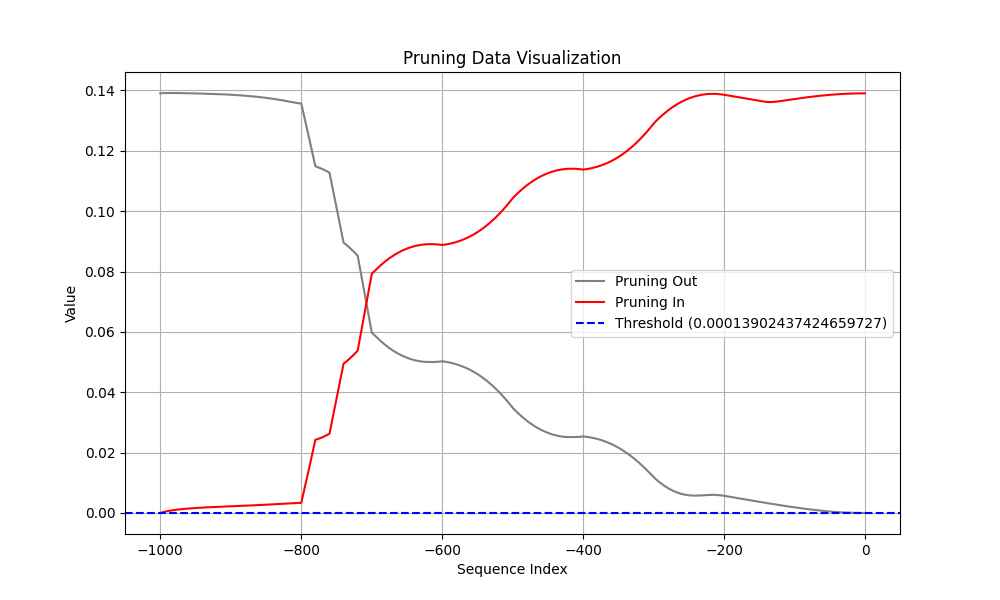 Pruning Data Visualization
Value
0.14
0.12
0.10
0.08
0.06
0.04
0.02
0.00
Pruning Out
Pruning In
Threshold (0.00013902437424659727)
−1000
−800
−600
−400
−200
0
Sequence Index